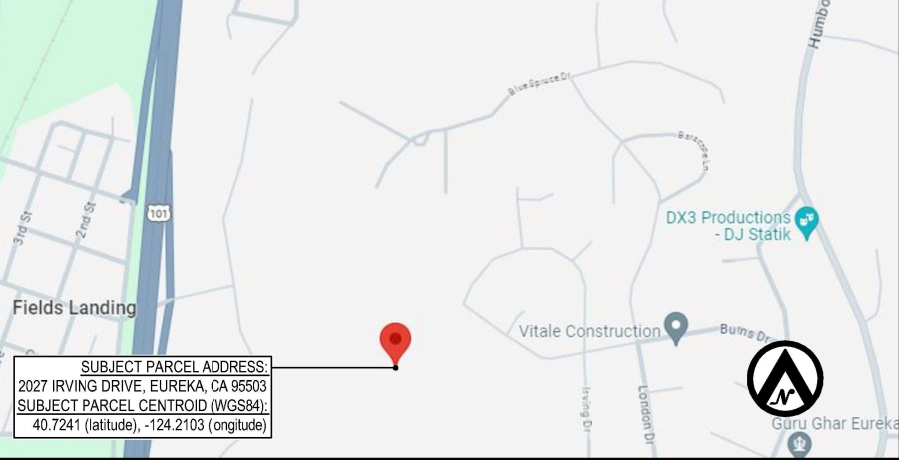 Humbo
Blue Spruce Dr
Barscape Ln
101
3rd St
2nd St
DX3 Productions
- DJ Statik
Fields Landing
Vitale Construction
Burns Dr
SUBJECT PARCEL ADDRESS:
2027 IRVING DRIVE, EUREKA, CA 95503
SUBJECT PARCEL CENTROID (WGS84):
40.7241 (latitude), -124.2103 (ongitude)
Irving Dr
London Dr
N
Guru Ghar Eureka